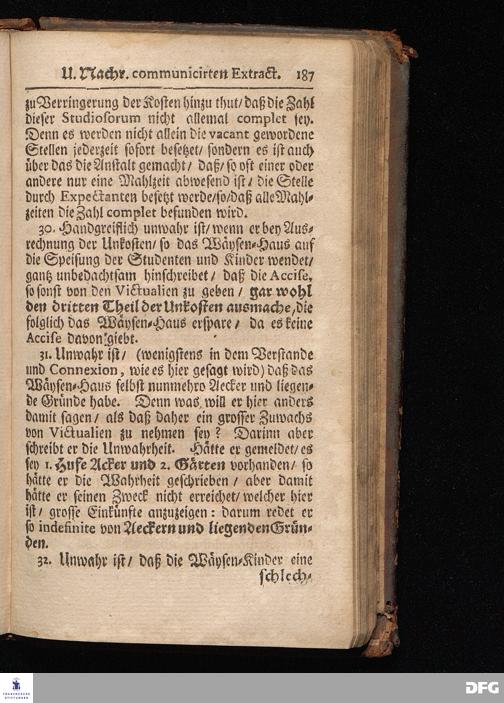 U. Nachr. communicirten Extract. 187
zu Verringerung der Kosten hinzu thut/ daß die Zahl
dieser Studiosorum nicht allemal complet sey.
Denn es werden nicht allein die vacant gewordene
Stellen jederzeit sofort besetzet/ sondern es ist auch
über das die Anstalt gemacht/ daß/ so oft einer oder
andere nur eine Mahlzeit abwesend ist/ die Stelle
durch Expectanten besetzt werde/ so/ daß alle Mahl-
zeiten die Zahl complet befunden wird.
30. Handgreiflich unwahr ist/ wenn er bey Aus-
rechnung der Unkosten/ so das Wäysen-Haus auf
die Speisung der Studenten und Kinder wendet/
gantz unbedachtsam hinschreibet/ daß die Accise,
so sonst von den Victualien zu geben/ gar wohl
den dritten Theil der Unkosten ausmache, die
folglich das Wäysen-Haus erspare/ da es keine
Accise davon giebt.
31. Unwahr ist/ (wenigstens in dem Verstande
und Connexion, wie es hier gesagt wird) daß das
Wäysen-Haus selbst nunmehro Aecker und liegen-
de Gründe habe. Denn was will er hier anders
damit sagen/ als daß daher ein grosser Zuwachs
von Victualien zu nehmen sey? Darinn aber
schreibt er die Unwahrheit. Hätte er gemeldet/ es
sey 1. Hufe Acker und 2. Gärten vorhanden/ so
hätte er die Wahrheit geschrieben/ aber damit
hätte er seinen Zweck nicht erreichet/ welcher hier
ist/ grosse Einkünfte anzuzeigen: darum redet er
so indefinite von Aeckern und liegenden Grün-
den.
32. Unwahr ist/ daß die Wäysen-Kinder eine
schlech-
FRANCKESCHE
STIFTUNGEN
DFG